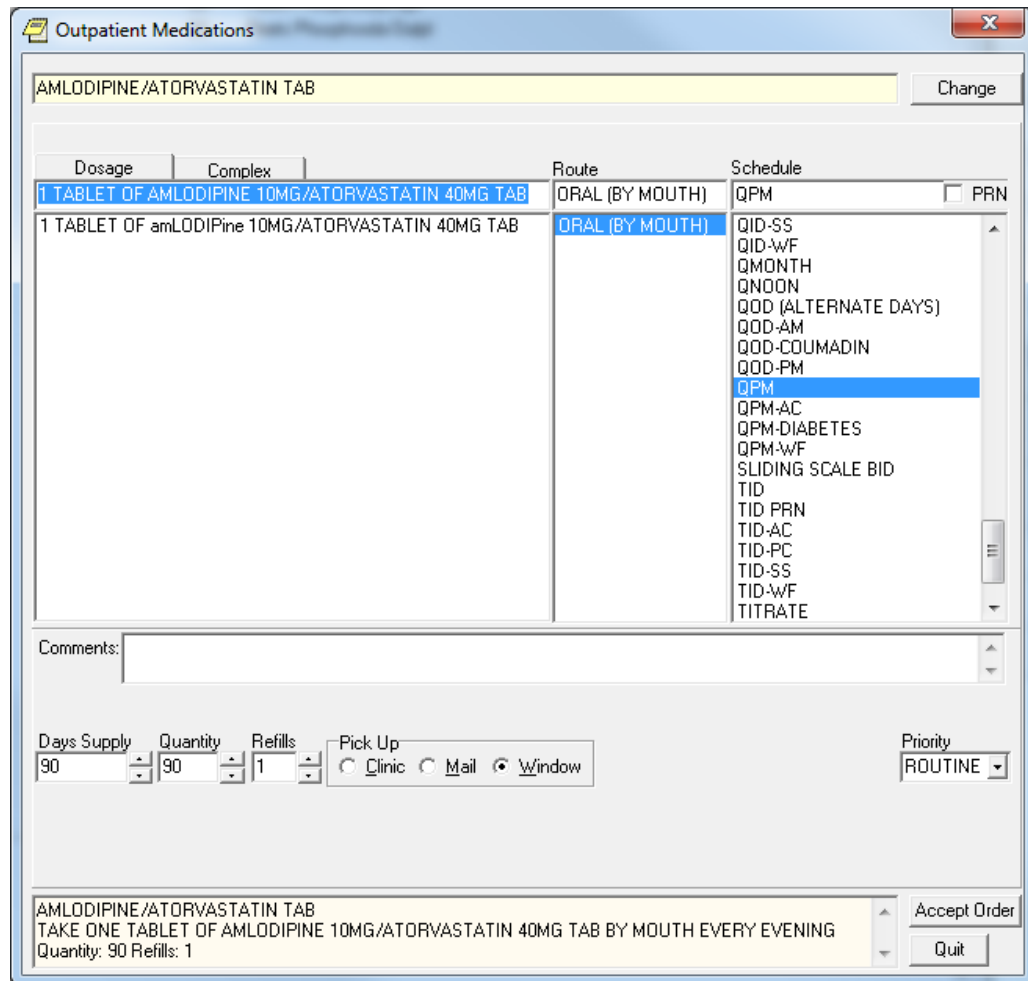 Outpatient Medications
AMLODIPINE/ATORVASTATIN TAB
Change
Dosage
Complex
Route
Schedule
1 TABLET OF AMLODIPINE 10MG/ATORVASTATIN 40MG TAB
ORAL (BY MOUTH)
QPM
PRN
1 TABLET OF amLODIPine 10MG/ATORVASTATIN 40MG TAB
ORAL (BY MOUTH)
QID-SS
QID-WF
QMONTH
QNOON
QOD (ALTERNATE DAYS)
QOD-AM
QOD-COUMADIN
QOD-PM
QPM
QPM-AC
QPM-DIABETES
QPM-WF
SLIDING SCALE BID
TID
TID PRN
TID-AC
TID-PC
TID-SS
TID-WF
TITRATE
Comments:
Days Supply
Quantity
Refills
Pick Up
Priority
90
90
1
Clinic
Mail
Window
ROUTINE
AMLODIPINE/ATORVASTATIN TAB
TAKE ONE TABLET OF AMLODIPINE 10MG/ATORVASTATIN 40MG TAB BY MOUTH EVERY EVENING
Quantity: 90 Refills: 1
Accept Order
Quit